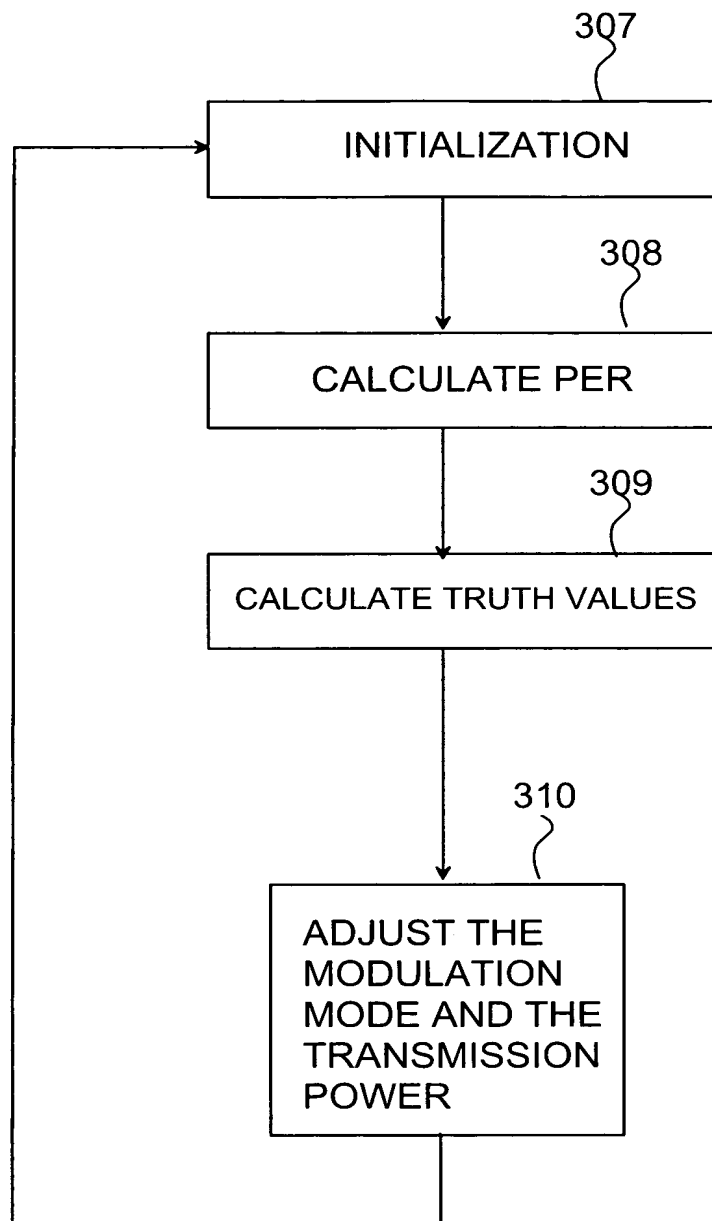 307
INITIALIZATION
308
CALCULATE PER
309
CALCULATE TRUTH VALUES
310
ADJUST THE
MODULATION
MODE AND THE
TRANSMISSION
POWER